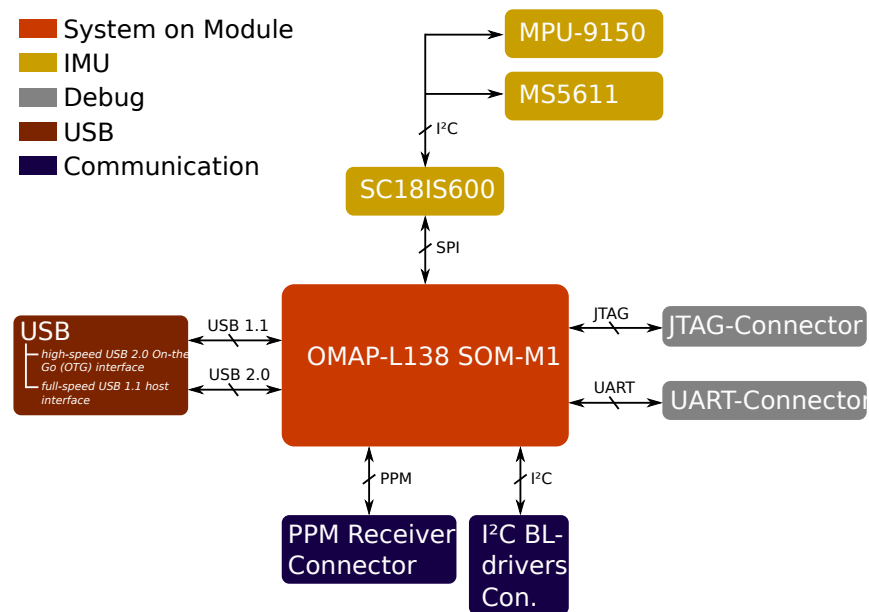 System on Module
IMU
Debug
USB
Communication
MPU-9150
MS5611
I²C
SC18IS600
SPI
USB
high-speed USB 2.0 On-the
Go (OTG) interface
full-speed USB 1.1 host
interface
USB 1.1
USB 2.0
OMAP-L138 SOM-M1
JTAG
JTAG-Connector
UART
UART-Connector
PPM
I²C
PPM Receiver
Connector
I²C BL-
drivers
Con.